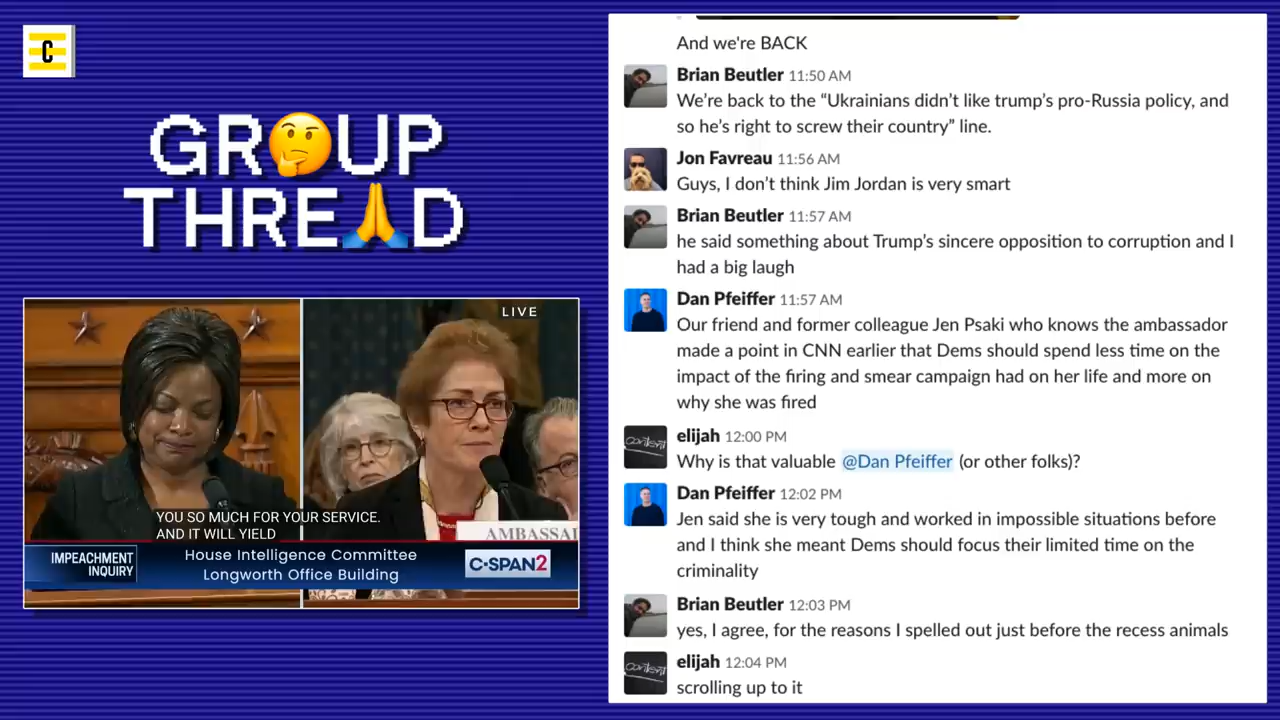 C
GR🤔UP
THRE🙏D
LIVE
YOU SO MUCH FOR YOUR SERVICE.
AND IT WILL YIELD
AMBASSA
IMPEACHMENT
INQUIRY
House Intelligence Committee
Longworth Office Building
C-SPAN2
And we're BACK
Brian Beutler 11:50 AM
We’re back to the “Ukrainians didn’t like trump’s pro-Russia policy, and
so he’s right to screw their country” line.
Jon Favreau 11:56 AM
Guys, I don’t think Jim Jordan is very smart
Brian Beutler 11:57 AM
he said something about Trump’s sincere opposition to corruption and I
had a big laugh
Dan Pfeiffer 11:57 AM
Our friend and former colleague Jen Psaki who knows the ambassador
made a point in CNN earlier that Dems should spend less time on the
impact of the firing and smear campaign had on her life and more on
why she was fired
elijah 12:00 PM
content
Why is that valuable @Dan Pfeiffer (or other folks)?
Dan Pfeiffer 12:02 PM
Jen said she is very tough and worked in impossible situations before
and I think she meant Dems should focus their limited time on the
criminality
Brian Beutler 12:03 PM
yes, I agree, for the reasons I spelled out just before the recess animals
elijah 12:04 PM
content
scrolling up to it